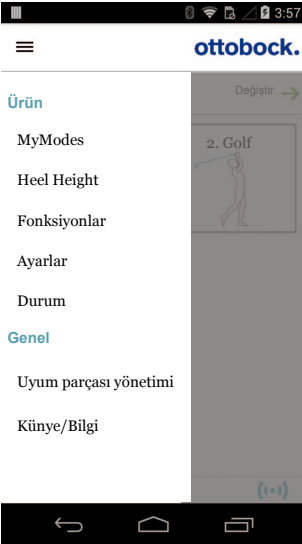 3:57
ottobock.
Değiştir
Ürün
MyModes
2. Golf
Heel Height
Fonksiyonlar
Ayarlar
Durum
Genel
Uyum parçası yönetimi
Künye/Bilgi